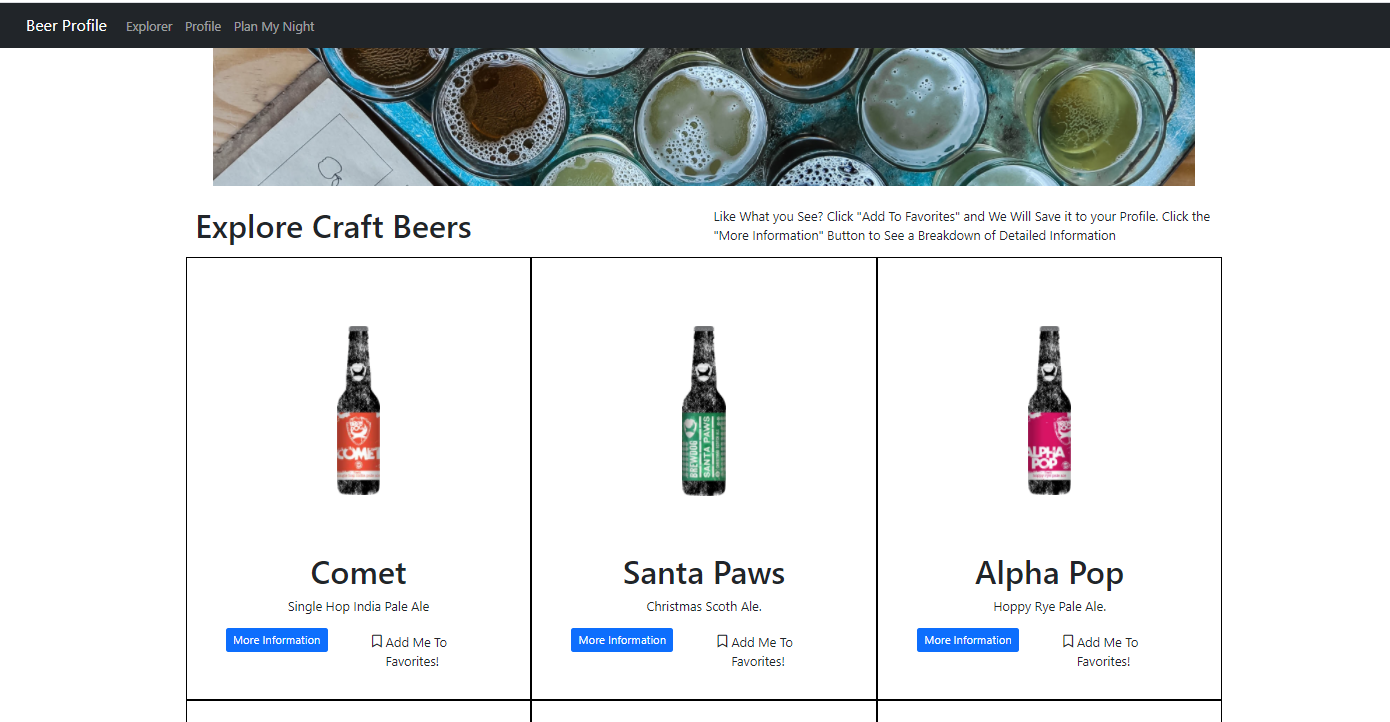 Beer Profile Explorer Profile Plan My Night
Explore Craft Beers
Like What you See? Click "Add To Favorites" and We Will Save it to your Profile. Click the
"More Information" Button to See a Breakdown of Detailed Information
COMET
BREWDOG
SANTA PAWS
ALPHA
POP
Comet
Single Hop India Pale Ale
More Information
Add Me To
Favorites!
Santa Paws
Christmas Scoth Ale.
More Information
Add Me To
Favorites!
Alpha Pop
Hoppy Rye Pale Ale.
More Information
Add Me To
Favorites!